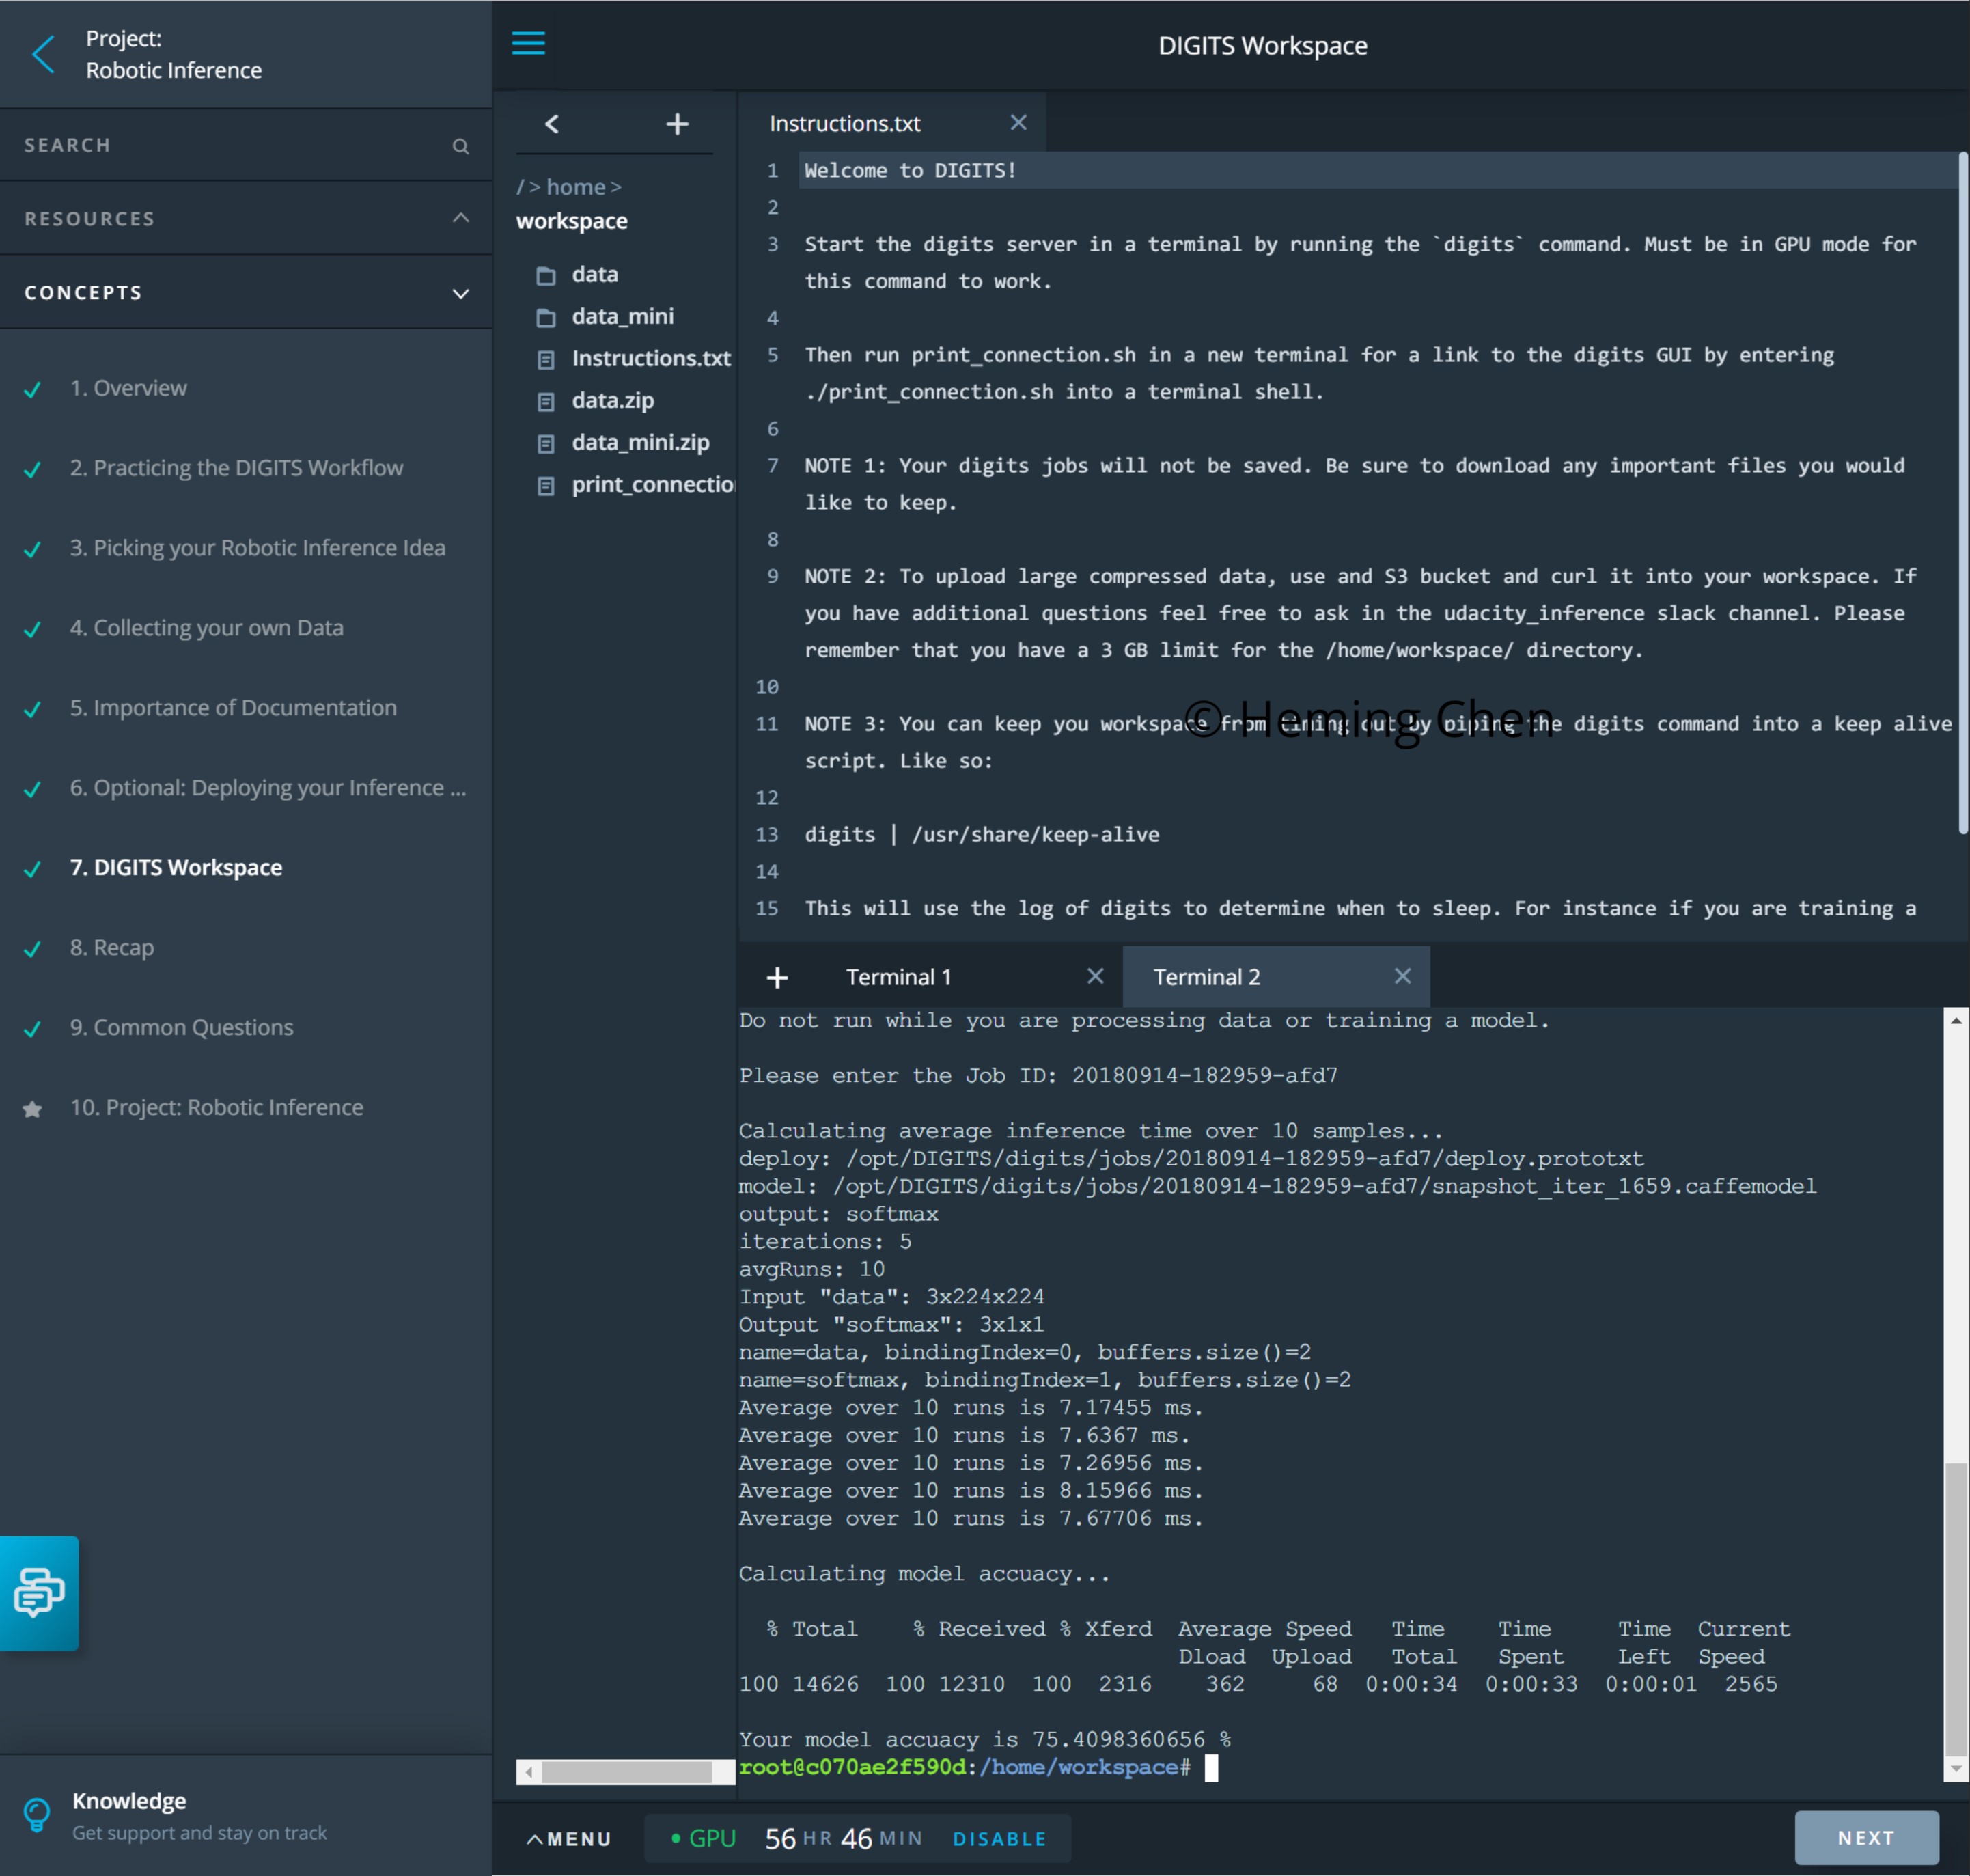 Project:
Robotic Inference
SEARCH
RESOURCES
CONCEPTS
1. Overview
2. Practicing the DIGITS Workflow
3. Picking your Robotic Inference Idea
4. Collecting your own Data
5. Importance of Documentation
6. Optional: Deploying your Inference ...
7. DIGITS Workspace
8. Recap
9. Common Questions
10. Project: Robotic Inference
Knowledge
Get support and stay on track
DIGITS Workspace
/ > home >
workspace
data
data_mini
Instructions.txt
data.zip
data_mini.zip
print_connectio
Instructions.txt
1 Welcome to DIGITS!
2
3 Start the digits server in a terminal by running the `digits` command. Must be in GPU mode for
this command to work.
4
5 Then run print_connection.sh in a new terminal for a link to the digits GUI by entering
./print_connection.sh into a terminal shell.
6
7 NOTE 1: Your digits jobs will not be saved. Be sure to download any important files you would
like to keep.
8
9 NOTE 2: To upload large compressed data, use and S3 bucket and curl it into your workspace. If
you have additional questions feel free to ask in the udacity_inference slack channel. Please
remember that you have a 3 GB limit for the /home/workspace/ directory.
10
11 NOTE 3: You can keep you workspace from timing out by piping the digits command into a keep alive
script. Like so:
© Heming Chen
12
13 digits | /usr/share/keep-alive
14
15 This will use the log of digits to determine when to sleep. For instance if you are training a
Terminal 1
Terminal 2
Do not run while you are processing data or training a model.
Please enter the Job ID: 20180914-182959-afd7
Calculating average inference time over 10 samples...
deploy: /opt/DIGITS/digits/jobs/20180914-182959-afd7/deploy.prototxt
model: /opt/DIGITS/digits/jobs/20180914-182959-afd7/snapshot_iter_1659.caffemodel
output: softmax
iterations: 5
avgRuns: 10
Input "data": 3x224x224
Output "softmax": 3x1x1
name=data, bindingIndex=0, buffers.size()=2
name=softmax, bindingIndex=1, buffers.size()=2
Average over 10 runs is 7.17455 ms.
Average over 10 runs is 7.6367 ms.
Average over 10 runs is 7.26956 ms.
Average over 10 runs is 8.15966 ms.
Average over 10 runs is 7.67706 ms.
Calculating model accuacy...
% Total % Received % Xferd Average Speed Time Time Time Current
Dload Upload Total Spent Left Speed
100 14626 100 12310 100 2316 362 68 0:00:34 0:00:33 0:00:01 2565
Your model accuacy is 75.4098360656 %
root@c070ae2f590d:/home/workspace#
MENU
GPU 56 HR 46 MIN DISABLE
NEXT